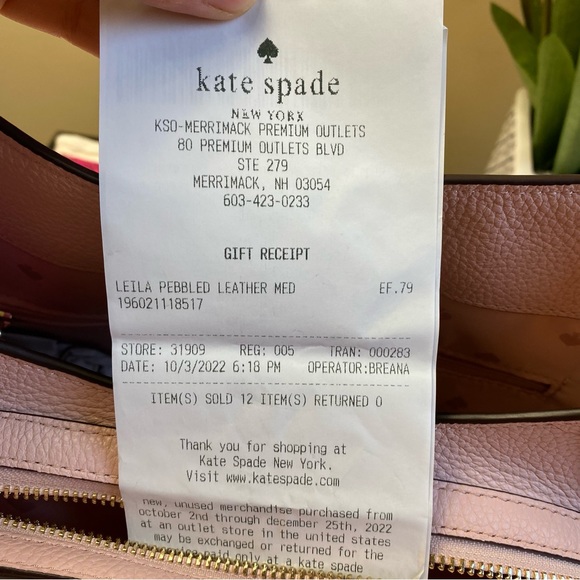 kate spade
NEW YORK
KSO-MERRIMACK PREMIUM OUTLETS
80 PREMIUM OUTLETS BLVD
STE 279
MERRIMACK, NH 03054
603-423-0233
GIFT RECEIPT
LEILA PEBBLED LEATHER MED EF.79
196021118517
STORE: 31909 REG: 005 TRAN: 000283
DATE: 10/3/2022 6:18 PM OPERATOR:BREANA
ITEM(S) SOLD 12 ITEM(S) RETURNED 0
Thank you for shopping at
Kate Spade New York.
Visit www.katespade.com
new, unused merchandise purchased from
october 2nd through december 25th, 2022
at an outlet store in the united states
may be exchanged or returned for the
paid only at a kate spade